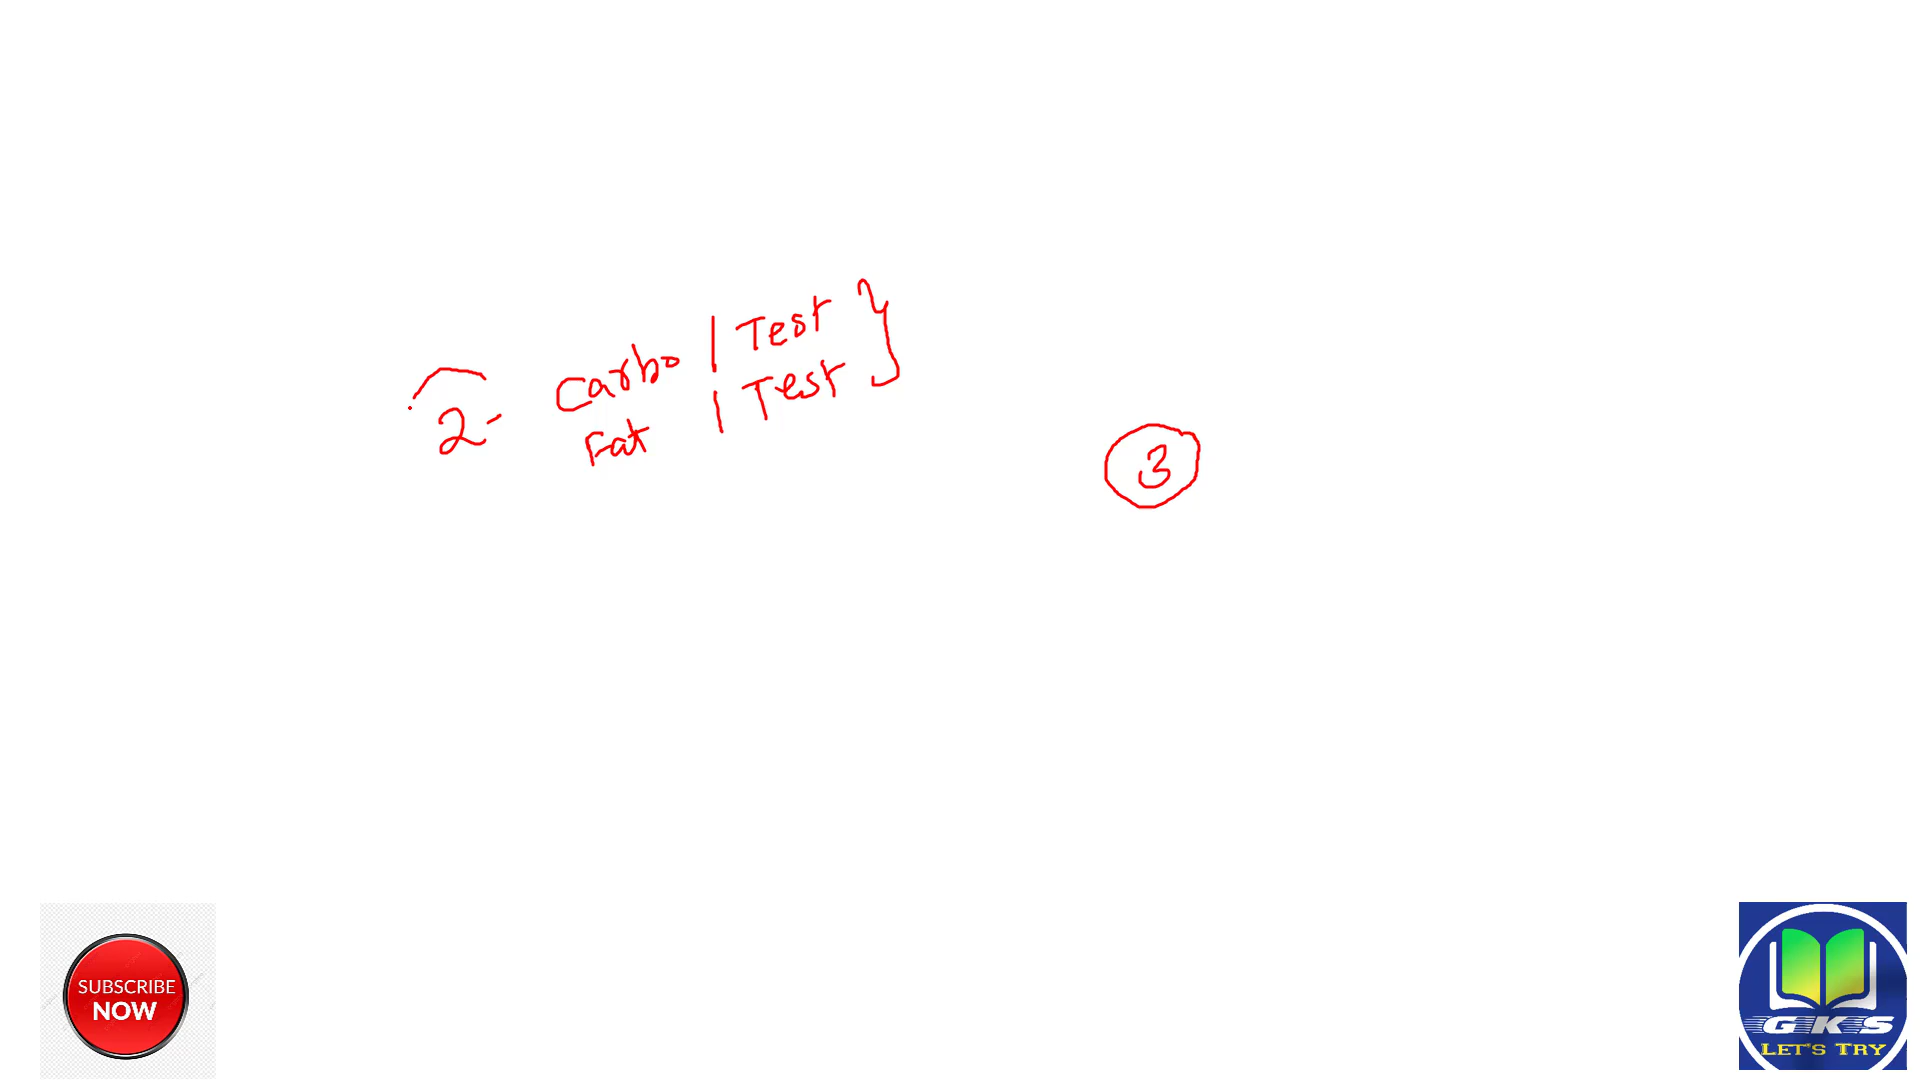 2- Carbo | Test }
Fat | Test
3
SUBSCRIBE
NOW
GKS
LET'S TRY